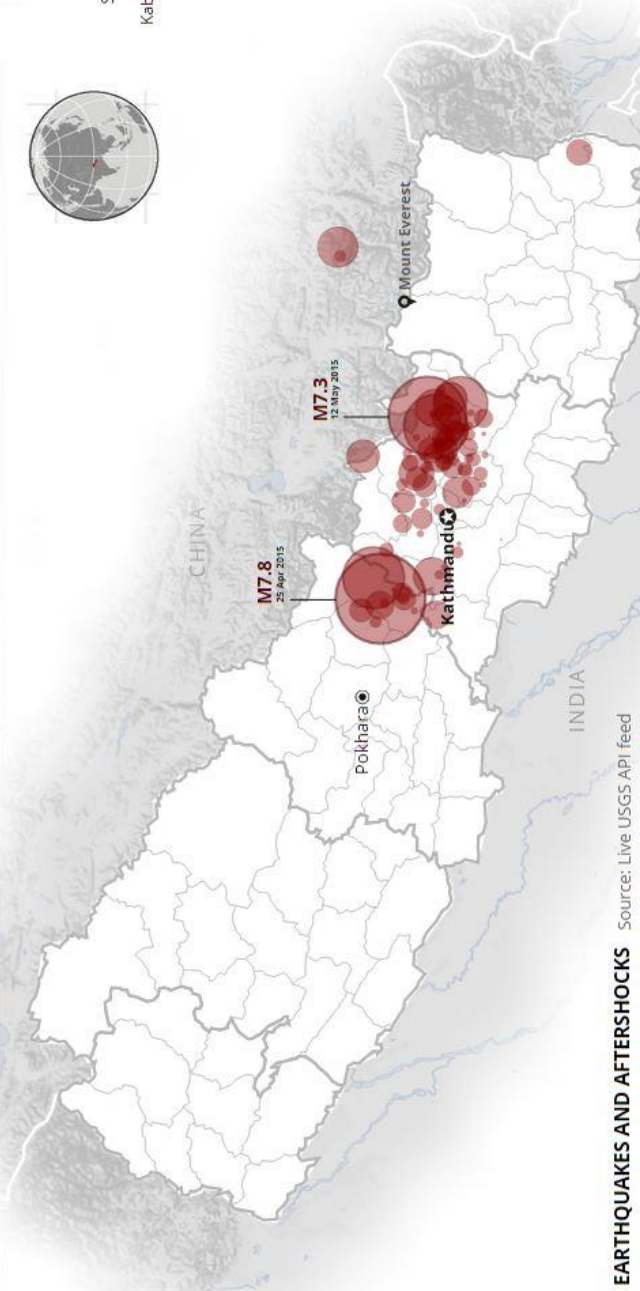 Kab
M7.8
25 Apr 2015
M7.3
12 May 2015
CHINA
Mount Everest
Pokhara
Kathmandu
INDIA
EARTHQUAKES AND AFTERSHOCKS Source: Live USGS API feed